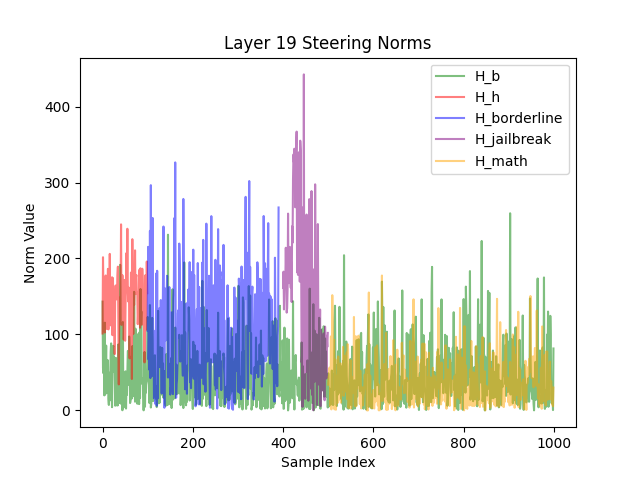 Layer 19 Steering Norms
H_b
H_h
H_borderline
H_jailbreak
H_math
400
300
200
100
0
Norm Value
0 200 400 600 800 1000
Sample Index